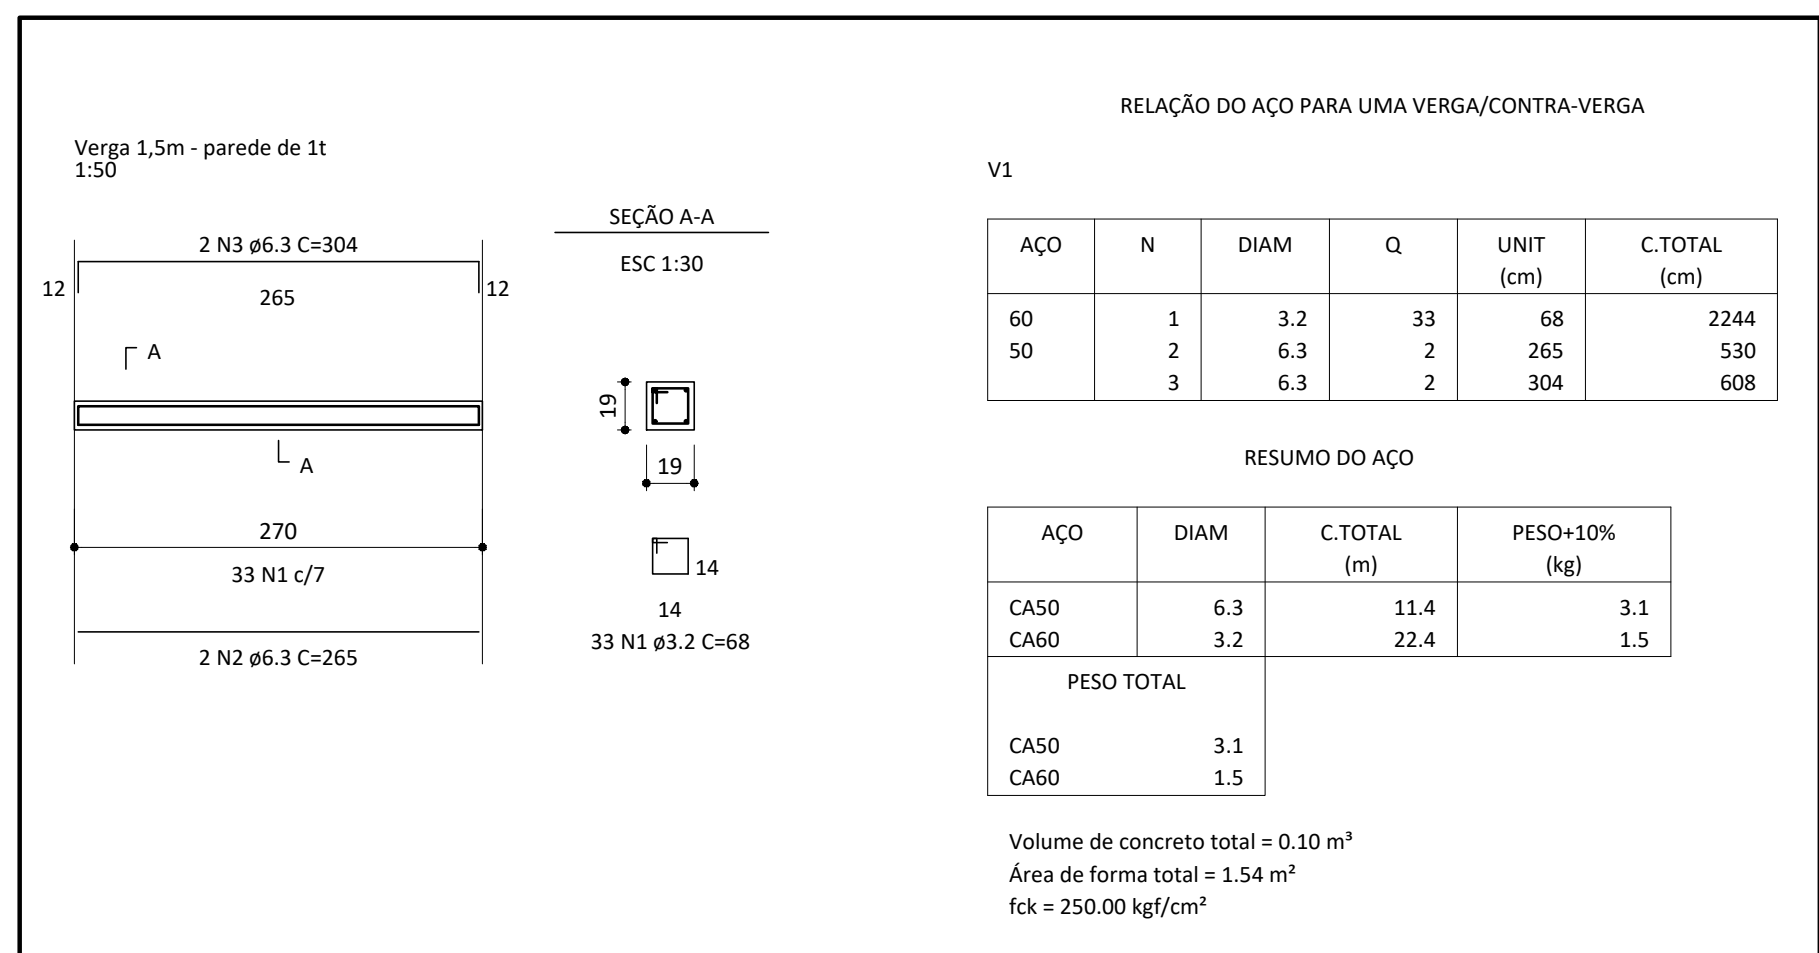 Verga 1,5m - parede de 1t
1:50
2 N3 ø6.3 C=304
12
265
12
A
A
270
33 N1 c/7
2 N2 ø6.3 C=265
SEÇÃO A-A
ESC 1:30
19
19
14
14
33 N1 ø3.2 C=68
RELAÇÃO DO AÇO PARA UMA VERGA/CONTRA-VERGA
V1
AÇO N DIAM Q UNIT C.TOTAL
(cm) (cm)
60 1 3.2 33 68 2244
50 2 6.3 2 265 530
3 6.3 2 304 608
RESUMO DO AÇO
AÇO DIAM C.TOTAL PESO+10%
(m) (kg)
CA50 6.3 11.4 3.1
CA60 3.2 22.4 1.5
PESO TOTAL
CA50 3.1
CA60 1.5
Volume de concreto total = 0.10 m³
Área de forma total = 1.54 m²
fck = 250.00 kgf/cm²